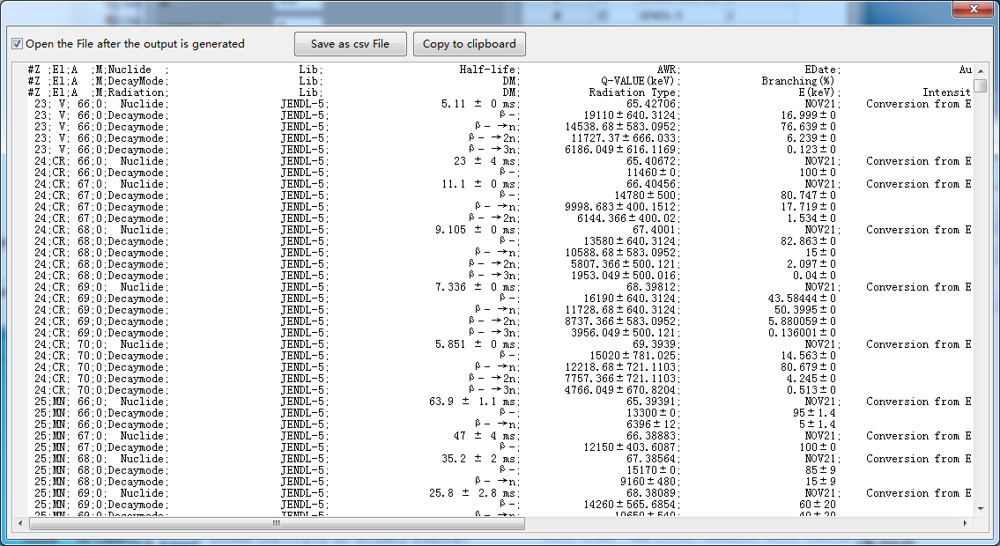 Open the File after the output is generated Save as csv File Copy to clipboard
#Z ;El;A ;M;Nuclide ; Lib; Half-life; AWR; EDate; Au
#Z ;El;A ;M;DecayMode; Lib; DM; Q-VALUE(keV); Branching(%)
#Z ;El;A ;M;Radiation; Lib; DM; Radiation Type; E(keV); Intensit
23; V; 66;0; Nuclide; JENDL-5; 5.11 ± 0 ms; 65.42706; NOV21; Conversion from E
23; V; 66;0;Decaymode; JENDL-5; β-; 19110±640.3124; 16.999±0
23; V; 66;0;Decaymode; JENDL-5; β- →n; 14538.68±583.0952; 76.639±0
23; V; 66;0;Decaymode; JENDL-5; β- →2n; 11727.37±666.033; 6.239±0
23; V; 66;0;Decaymode; JENDL-5; β- →3n; 6186.049±616.1169; 0.123±0
24;CR; 66;0; Nuclide; JENDL-5; 23 ± 4 ms; 65.40672; NOV21; Conversion from E
24;CR; 66;0;Decaymode; JENDL-5; β-; 11460±0; 100±0
24;CR; 67;0; Nuclide; JENDL-5; 11.1 ± 0 ms; 66.40456; NOV21; Conversion from E
24;CR; 67;0;Decaymode; JENDL-5; β-; 14780±500; 80.747±0
24;CR; 67;0;Decaymode; JENDL-5; β- →n; 9998.683±400.1512; 17.719±0
24;CR; 67;0;Decaymode; JENDL-5; β- →2n; 6144.366±400.02; 1.534±0
24;CR; 68;0; Nuclide; JENDL-5; 9.105 ± 0 ms; 67.4001; NOV21; Conversion from E
24;CR; 68;0;Decaymode; JENDL-5; β-; 13580±640.3124; 82.863±0
24;CR; 68;0;Decaymode; JENDL-5; β- →n; 10588.68±583.0952; 15±0
24;CR; 68;0;Decaymode; JENDL-5; β- →2n; 5807.366±500.121; 2.097±0
24;CR; 68;0;Decaymode; JENDL-5; β- →3n; 1953.049±500.016; 0.04±0
24;CR; 69;0; Nuclide; JENDL-5; 7.336 ± 0 ms; 68.39812; NOV21; Conversion from E
24;CR; 69;0;Decaymode; JENDL-5; β-; 16190±640.3124; 43.58444±0
24;CR; 69;0;Decaymode; JENDL-5; β- →n; 11728.68±640.3124; 50.3995±0
24;CR; 69;0;Decaymode; JENDL-5; β- →2n; 8737.366±583.0952; 5.880059±0
24;CR; 69;0;Decaymode; JENDL-5; β- →3n; 3956.049±500.121; 0.136001±0
24;CR; 70;0; Nuclide; JENDL-5; 5.851 ± 0 ms; 69.3939; NOV21; Conversion from E
24;CR; 70;0;Decaymode; JENDL-5; β-; 15020±781.025; 14.563±0
24;CR; 70;0;Decaymode; JENDL-5; β- →n; 12218.68±721.1103; 80.679±0
24;CR; 70;0;Decaymode; JENDL-5; β- →2n; 7757.366±721.1103; 4.245±0
24;CR; 70;0;Decaymode; JENDL-5; β- →3n; 4766.049±670.8204; 0.513±0
25;MN; 66;0; Nuclide; JENDL-5; 63.9 ± 1.1 ms; 65.39391; NOV21; Conversion from E
25;MN; 66;0;Decaymode; JENDL-5; β-; 13300±0; 95±1.4
25;MN; 66;0;Decaymode; JENDL-5; β- →n; 6396±12; 5±1.4
25;MN; 67;0; Nuclide; JENDL-5; 47 ± 4 ms; 66.38883; NOV21; Conversion from E
25;MN; 67;0;Decaymode; JENDL-5; β-; 12150±403.6087; 100±0
25;MN; 68;0; Nuclide; JENDL-5; 35.2 ± 2 ms; 67.38564; NOV21; Conversion from E
25;MN; 68;0;Decaymode; JENDL-5; β-; 15170±0; 85±9
25;MN; 68;0;Decaymode; JENDL-5; β- →n; 9160±480; 15±9
25;MN; 69;0; Nuclide; JENDL-5; 25.8 ± 2.8 ms; 68.38089; NOV21; Conversion from E
25;MN; 69;0;Decaymode; JENDL-5; β-; 14260±565.6854; 60±20
25;MN; 69;0;Decaymode; JENDL-5; β- →n; 10650±540; 40±20